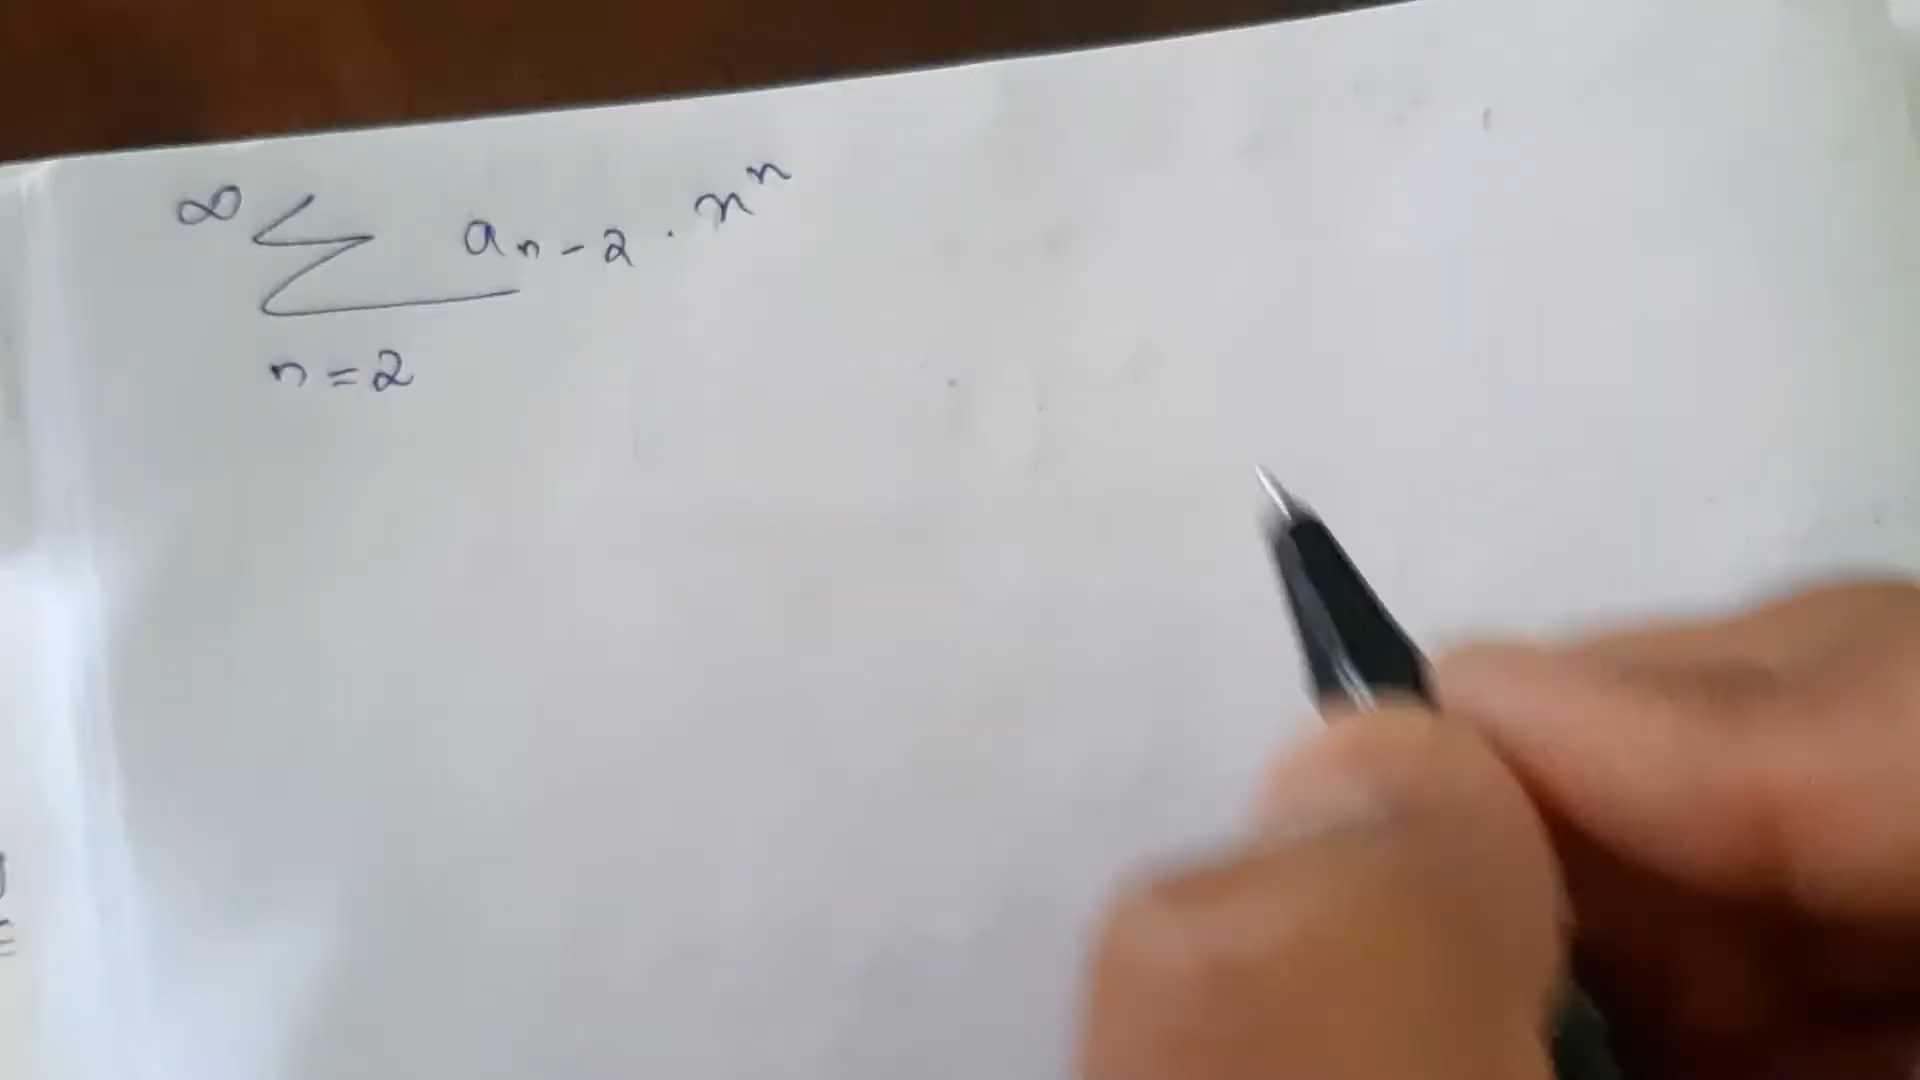 ∞
∑ aₙ₋₂ · xⁿ
n = 2